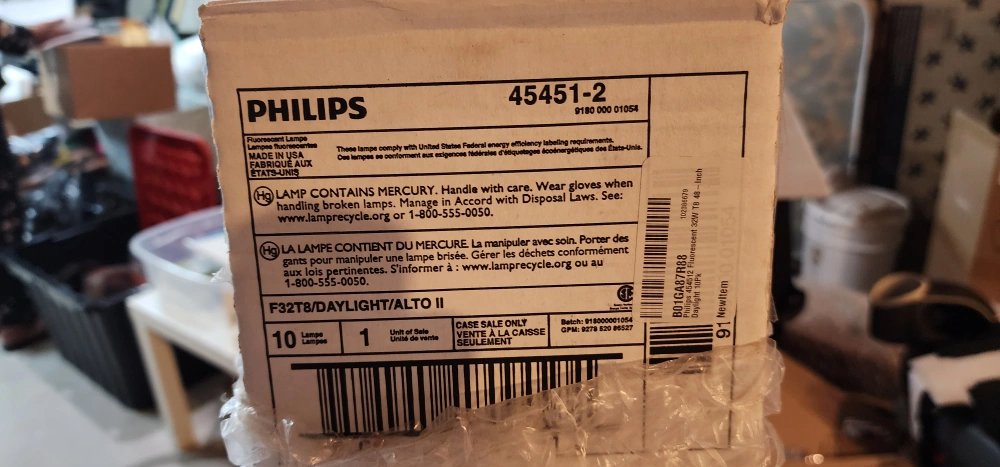 PHILIPS
45451-2
9180 000 01054
Fluorescent Lamps
Lampes fluorescentes
MADE IN USA
FABRIQUÉ AUX
ÉTATS-UNIS
These lamps comply with United States Federal energy efficiency labeling requirements.
Ces lampes se conforment aux exigences fédérales d'étiquetages écoénergétiques des États-Unis.
Hg LAMP CONTAINS MERCURY. Handle with care. Wear gloves when
handling broken lamps. Manage in Accord with Disposal Laws. See:
www.lamprecycle.org or 1-800-555-0050.
Hg LA LAMPE CONTIENT DU MERCURE. La manipuler avec soin. Porter des
gants pour manipuler une lampe brisée. Gérer les déchets conformément
aux lois pertinentes. S'informer à : www.lamprecycle.org ou au
1-800-555-0050.
F32T8/DAYLIGHT/ALTO II
10 Lamps
Lampes
1 Unit of Sale
Unité de vente
CASE SALE ONLY
VENTE À LA CAISSE
SEULEMENT
Batch: 918000001054
GPM: 9278 520 86527
B01GA87R88
Philips 454512 Fluorescent 32W T8 48-Inch
Daylight 10Pk
NewItem
91